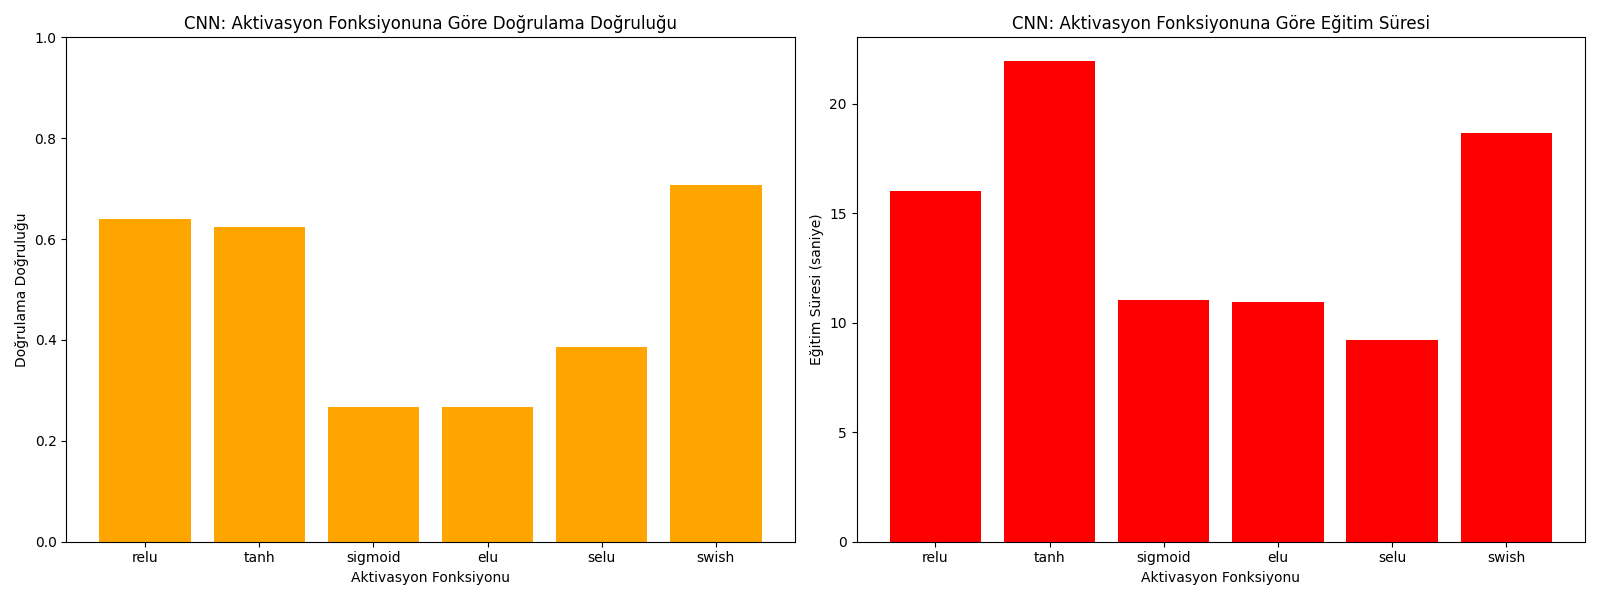 CNN: Aktivasyon Fonksiyonuna Göre Doğrulama Doğruluğu
1.0
0.8
0.6
0.4
0.2
0.0
Doğrulama Doğruluğu
relu tanh sigmoid elu selu swish
Aktivasyon Fonksiyonu
CNN: Aktivasyon Fonksiyonuna Göre Eğitim Süresi
20
15
10
5
0
Eğitim Süresi (saniye)
relu tanh sigmoid elu selu swish
Aktivasyon Fonksiyonu